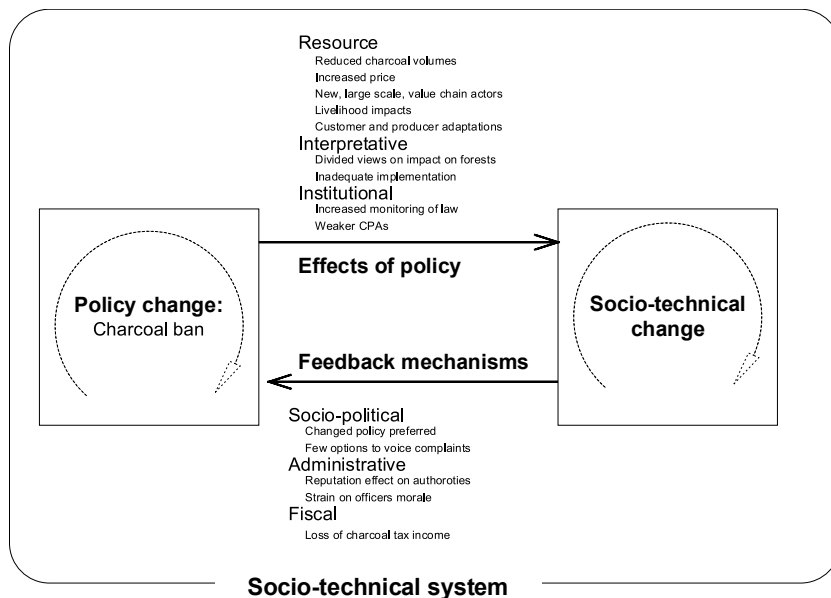 Resource
Reduced charcoal volumes
Increased price
New, large scale, value chain actors
Livelihood impacts
Customer and producer adaptations
Interpretative
Divided views on impact on forests
Inadequate implementation
Institutional
Increased monitoring of law
Weaker CPAs
Effects of policy
Policy change:
Charcoal ban
Socio-technical
change
Feedback mechanisms
Socio-political
Changed policy preferred
Few options to voice complaints
Administrative
Reputation effect on authoroties
Strain on officers morale
Fiscal
Loss of charcoal tax income
Socio-technical system